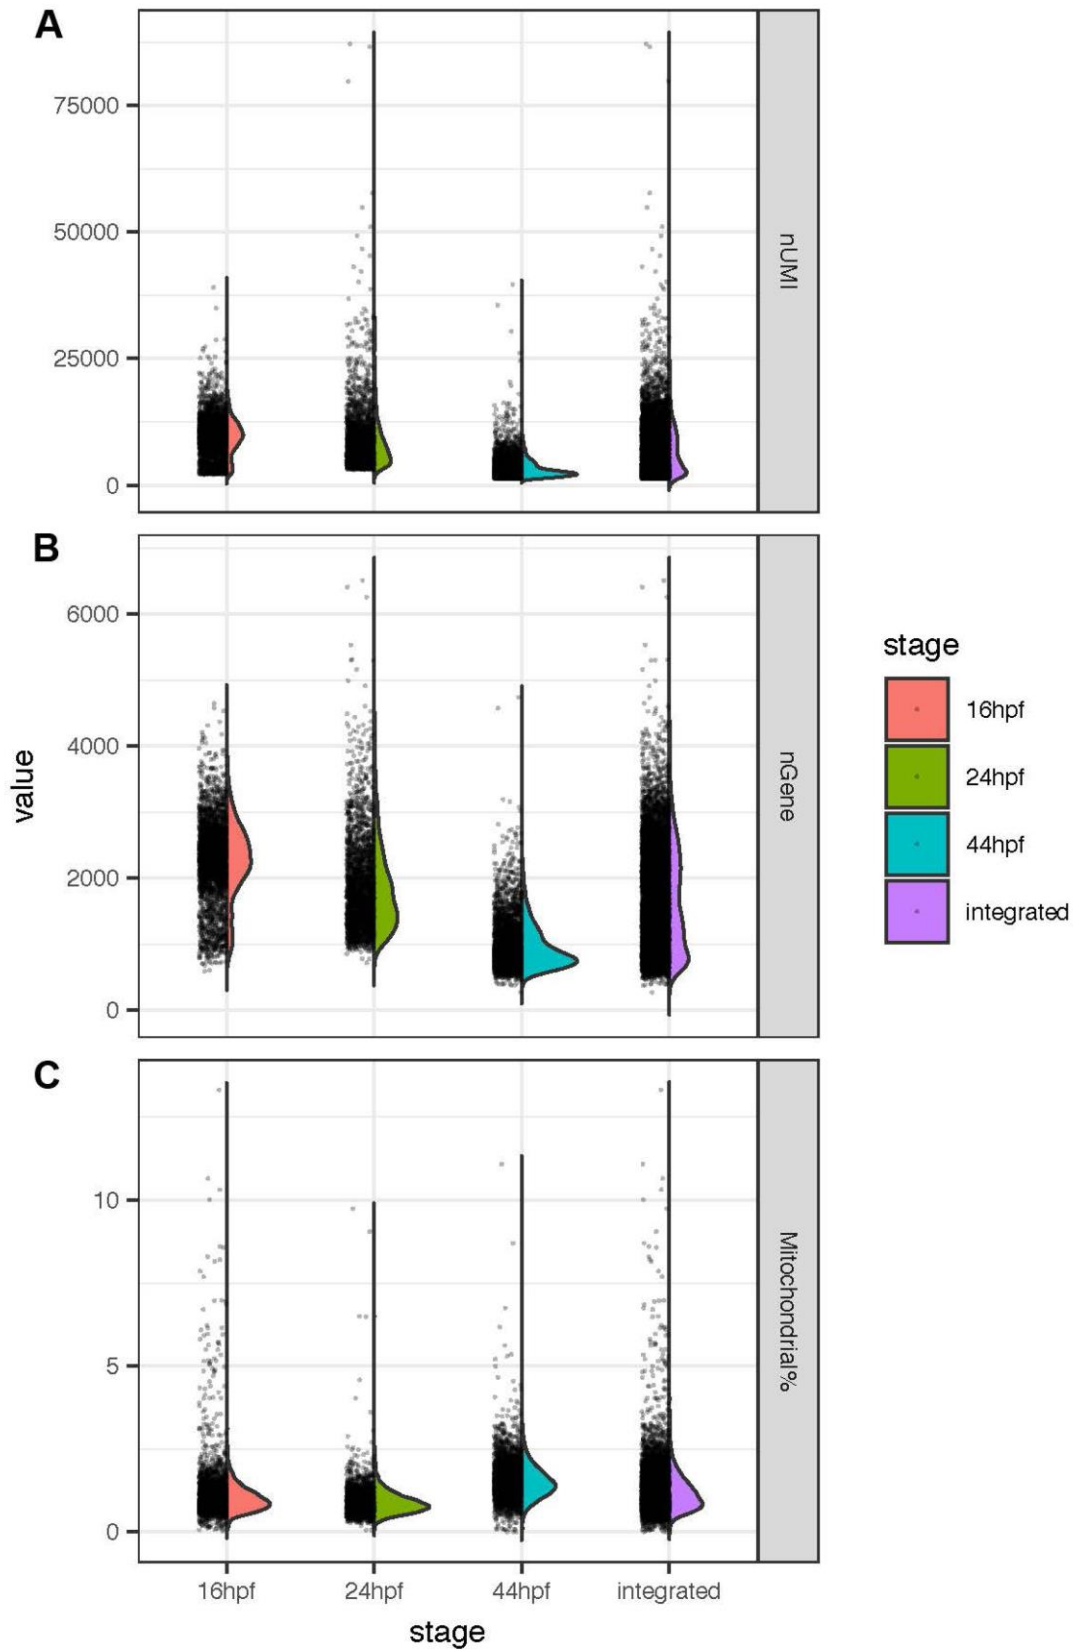 A
75000
50000
25000
0
nUMI
B
6000
4000
2000
0
nGene
value
stage
16hpf
24hpf
44hpf
integrated
C
10
5
0
Mitochondrial%
16hpf
24hpf
44hpf
integrated
stage